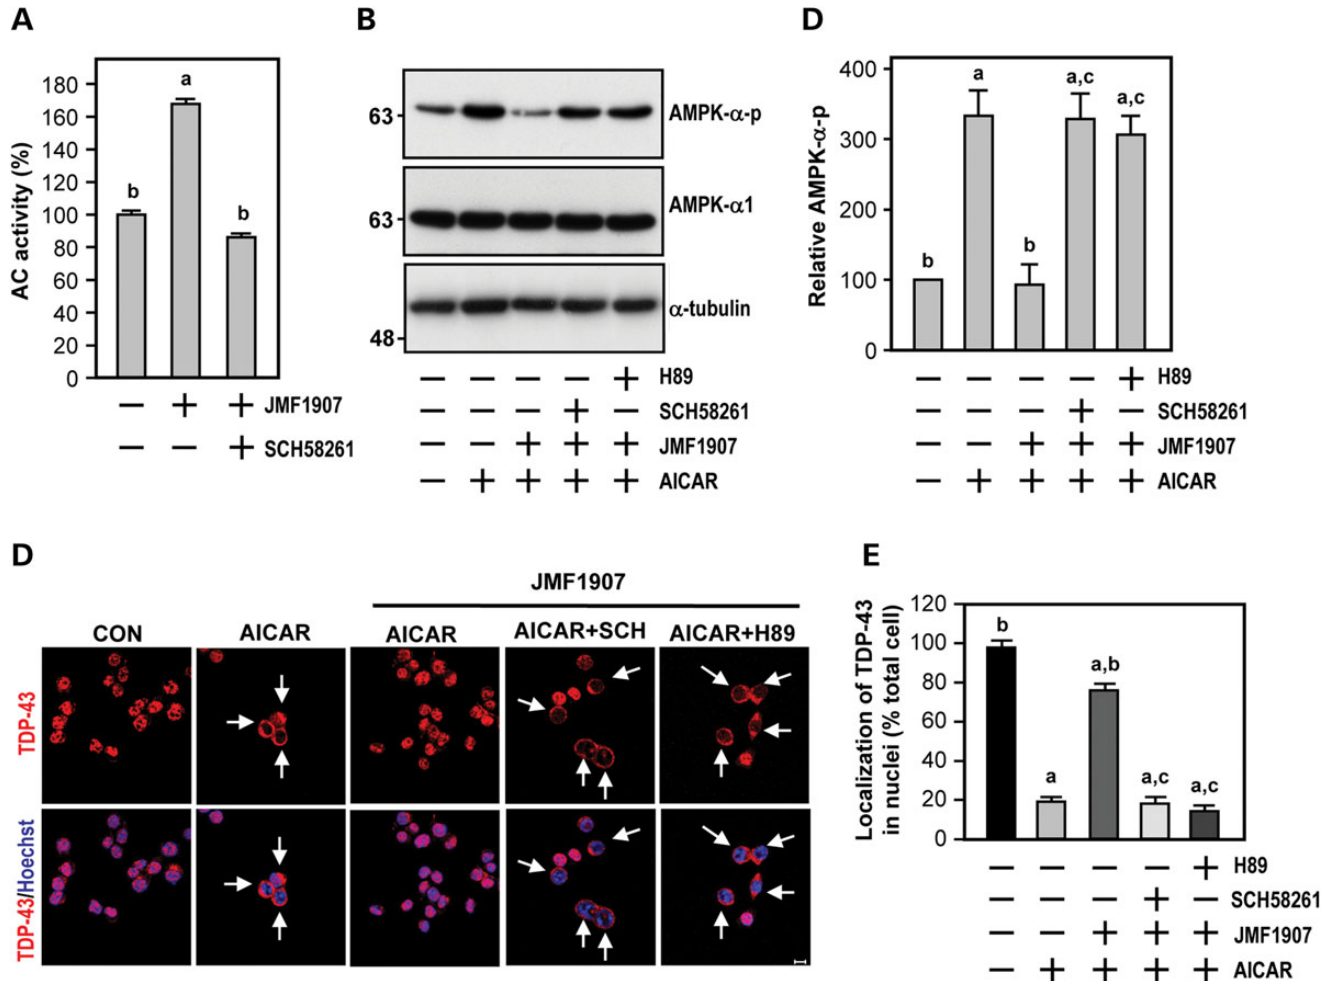 A
AC activity (%)
180
160
140
120
100
80
60
40
20
0
b
a
b
− + + JMF1907
− − + SCH58261
B
63
AMPK-α-p
63
AMPK-α1
48
α-tubulin
− − − − + H89
− − − + − SCH58261
− − + + + JMF1907
− + + + + AICAR
D
Relative AMPK-α-p
400
300
200
100
0
b
a
b
a,c
a,c
− − − − + H89
− − − + − SCH58261
− − + + + JMF1907
− + + + + AICAR
D
JMF1907
CON AICAR AICAR AICAR+SCH AICAR+H89
TDP-43
TDP-43/Hoechst
E
Localization of TDP-43
in nuclei (% total cell)
120
100
80
60
40
20
0
b
a
a,b
a,c
a,c
− − − − + H89
− − − + − SCH58261
− − + + + JMF1907
− + + + + AICAR